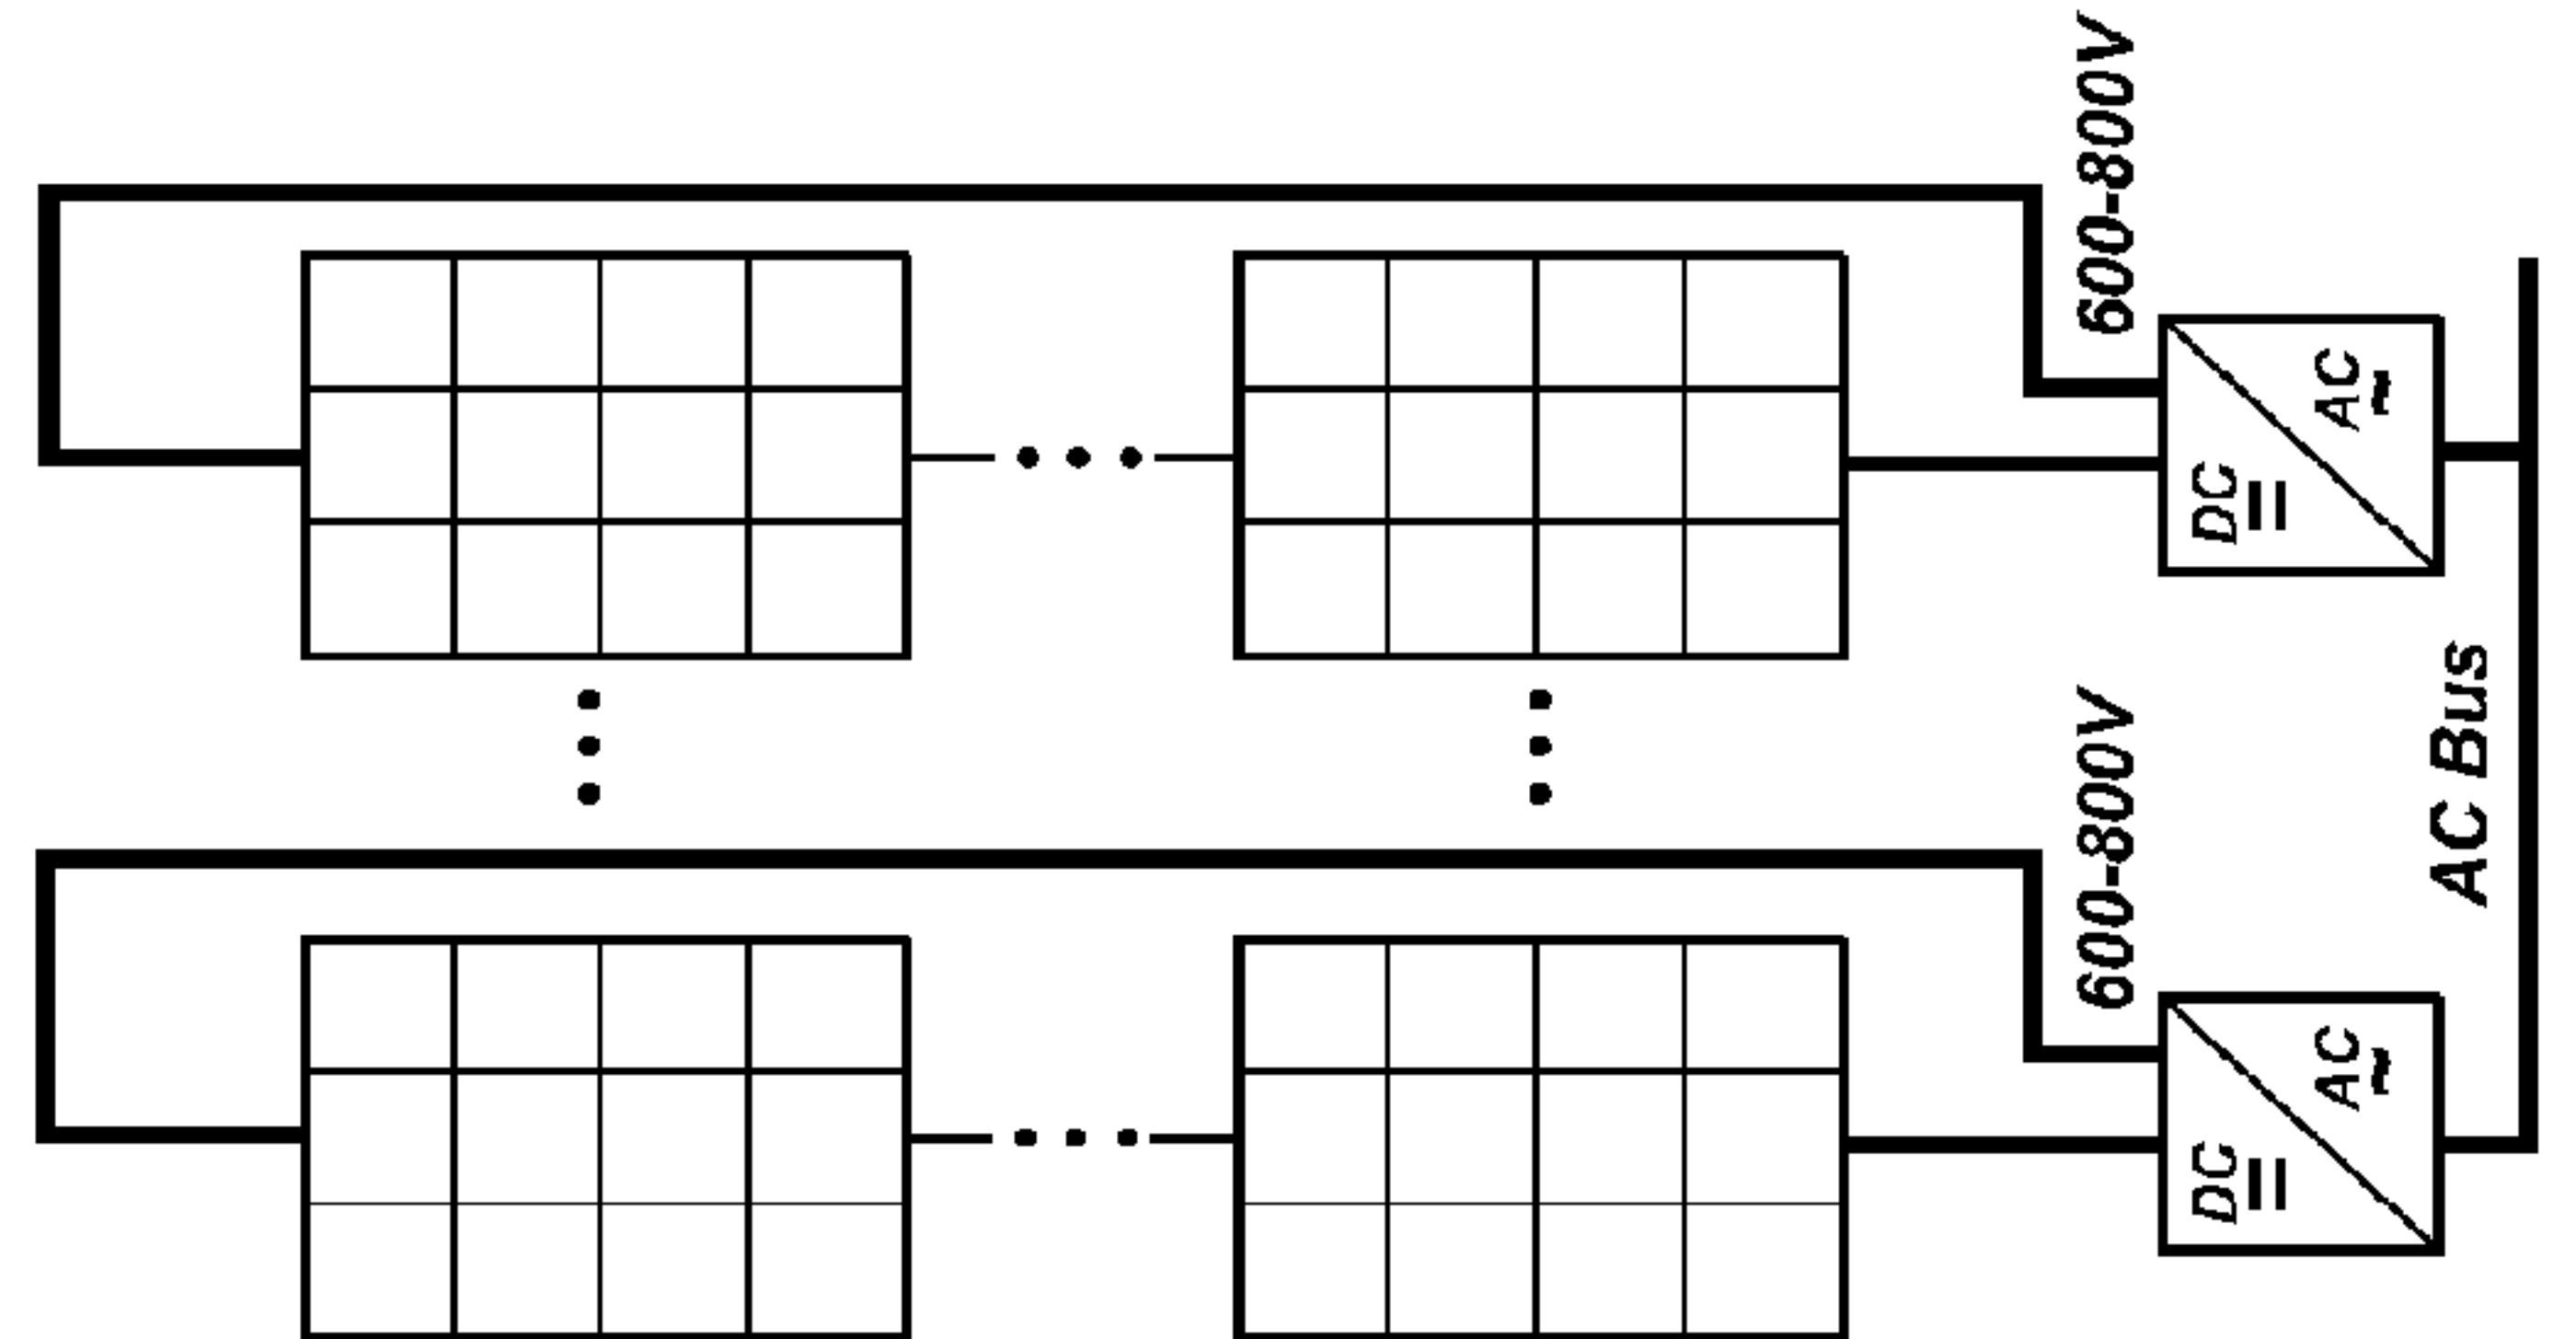 600-800V
AC
~
DC
=
AC Bus
600-800V
AC
~
DC
=